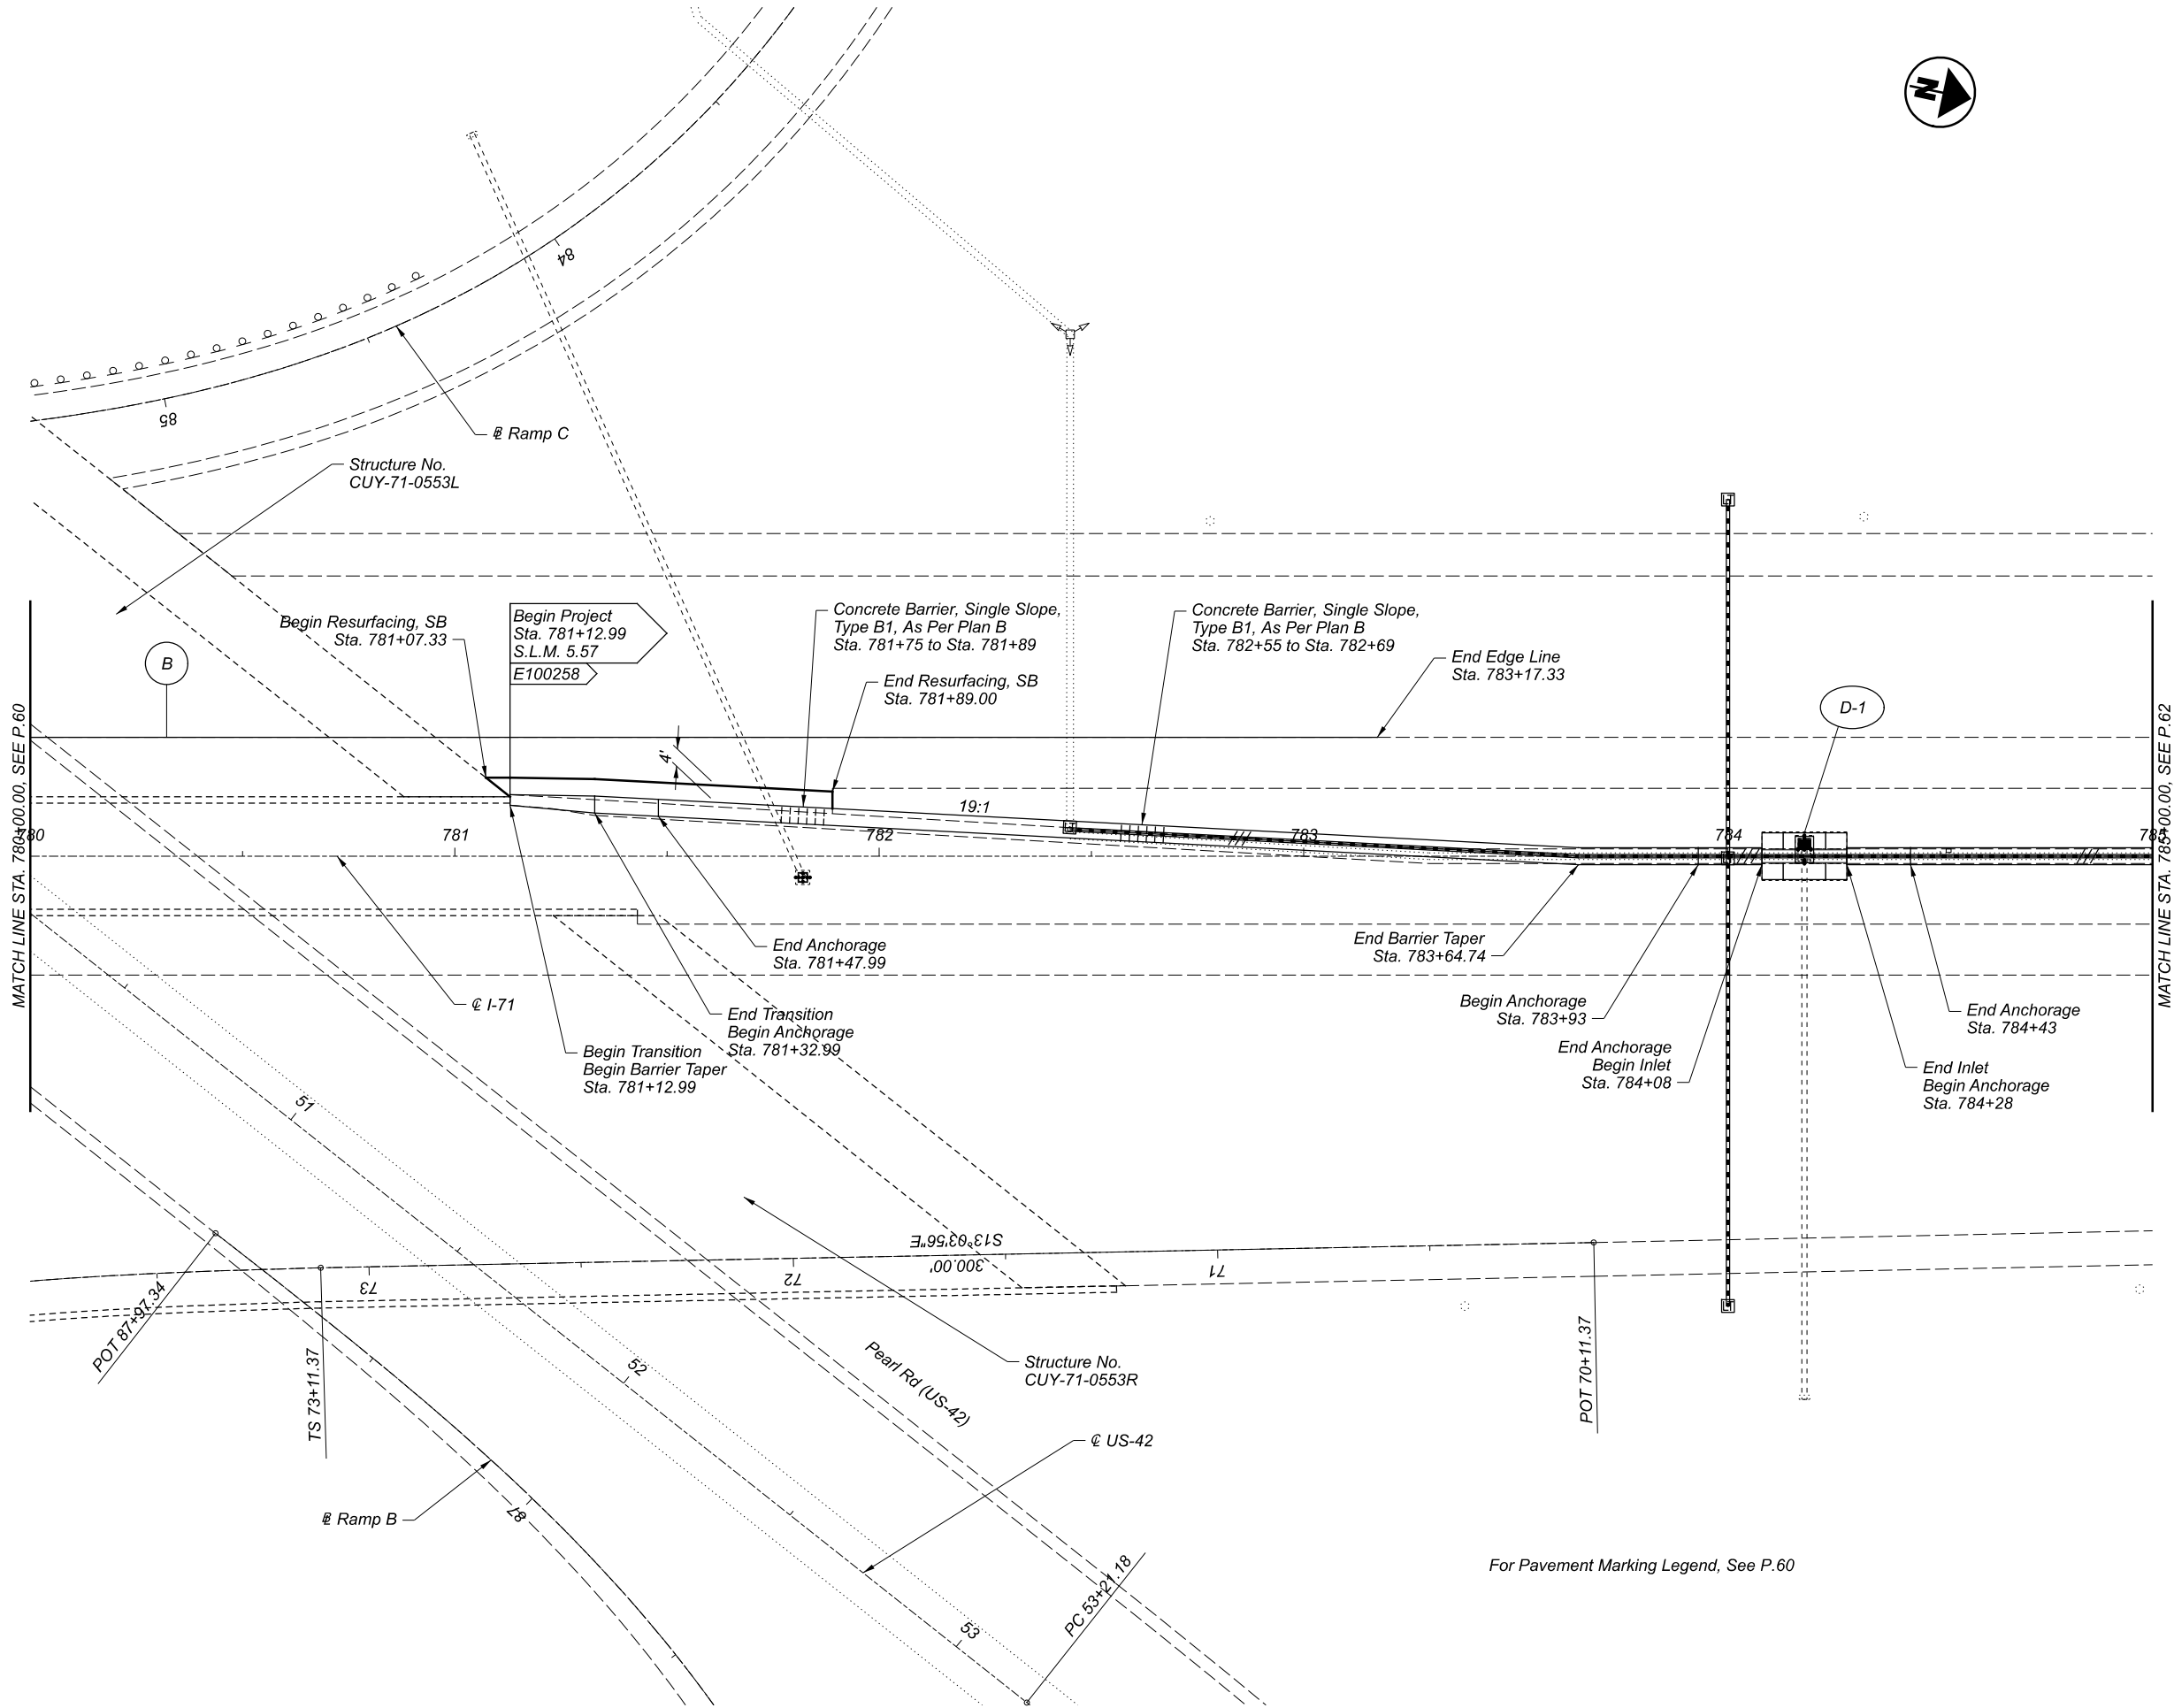 N
84
85
⅊ Ramp C
Structure No.
CUY-71-0553L
Begin Resurfacing, SB
Sta. 781+07.33
Begin Project
Sta. 781+12.99
S.L.M. 5.57
E100258
Concrete Barrier, Single Slope,
Type B1, As Per Plan B
Sta. 781+75 to Sta. 781+89
Concrete Barrier, Single Slope,
Type B1, As Per Plan B
Sta. 782+55 to Sta. 782+69
End Edge Line
Sta. 783+17.33
End Resurfacing, SB
Sta. 781+89.00
B
D-1
4'
19:1
MATCH LINE STA. 780+00.00, SEE P.60
MATCH LINE STA. 785+00.00, SEE P.62
780
781
782
783
784
785
End Anchorage
Sta. 781+47.99
End Barrier Taper
Sta. 783+64.74
℄ I-71
End Transition
Begin Anchorage
Sta. 781+32.99
Begin Anchorage
Sta. 783+93
End Anchorage
Sta. 784+43
Begin Transition
Begin Barrier Taper
Sta. 781+12.99
End Anchorage
Begin Inlet
Sta. 784+08
End Inlet
Begin Anchorage
Sta. 784+28
51
S13°03'56"E
300.00'
73
72
71
POT 87+97.34
TS 73+11.37
POT 70+11.37
52
Pearl Rd (US-42)
Structure No.
CUY-71-0553R
℄ US-42
⅊ Ramp B
87
53
PC 53+21.18
For Pavement Marking Legend, See P.60